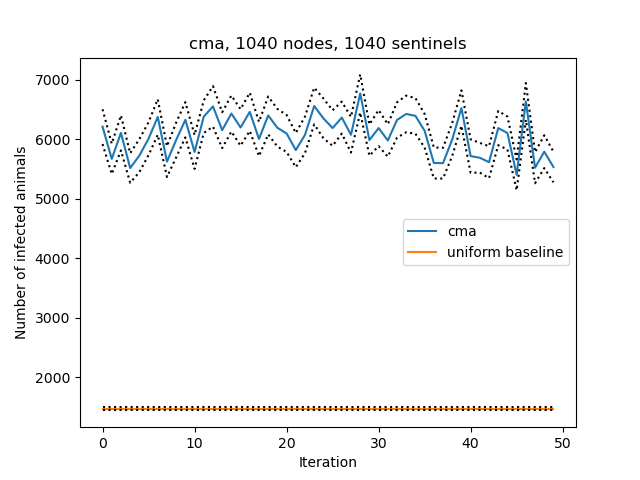 cma, 1040 nodes, 1040 sentinels
7000
6000
5000
4000
3000
2000
Number of infected animals
cma
uniform baseline
0 10 20 30 40 50
Iteration